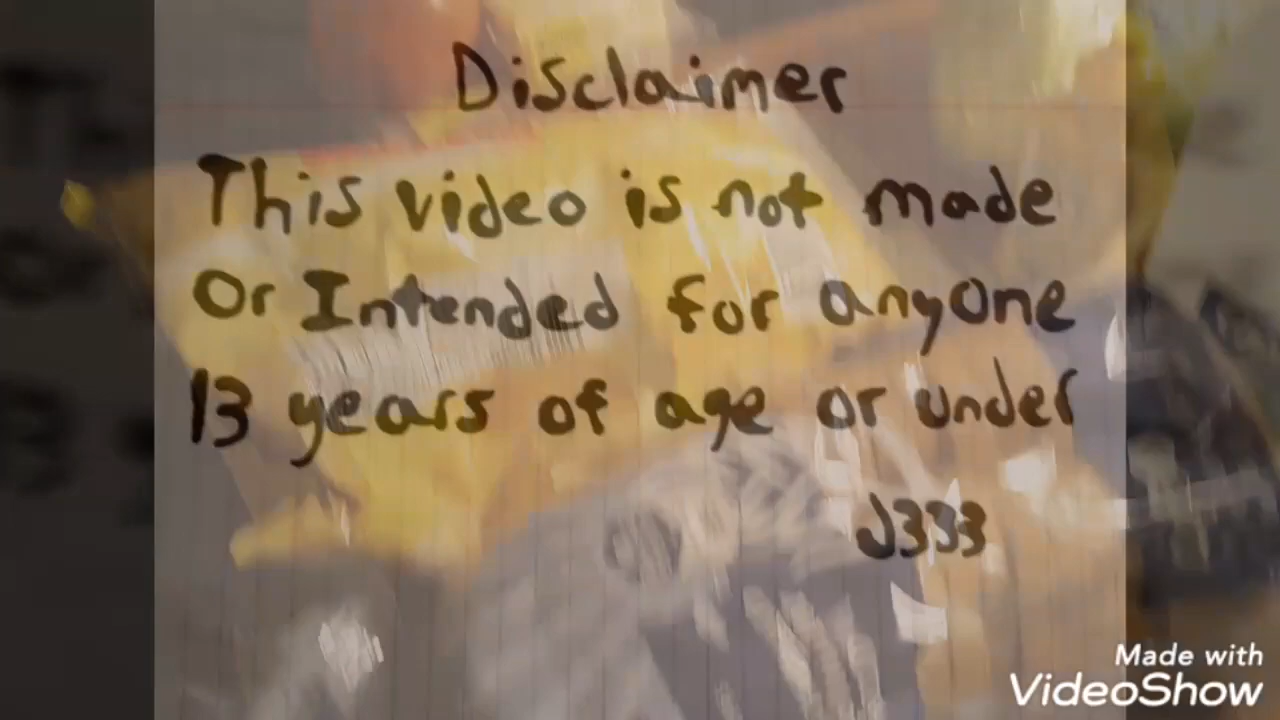 Disclaimer
This video is not made
Or Intended for anyone
13 years of age or under
J333
Made with
VideoShow